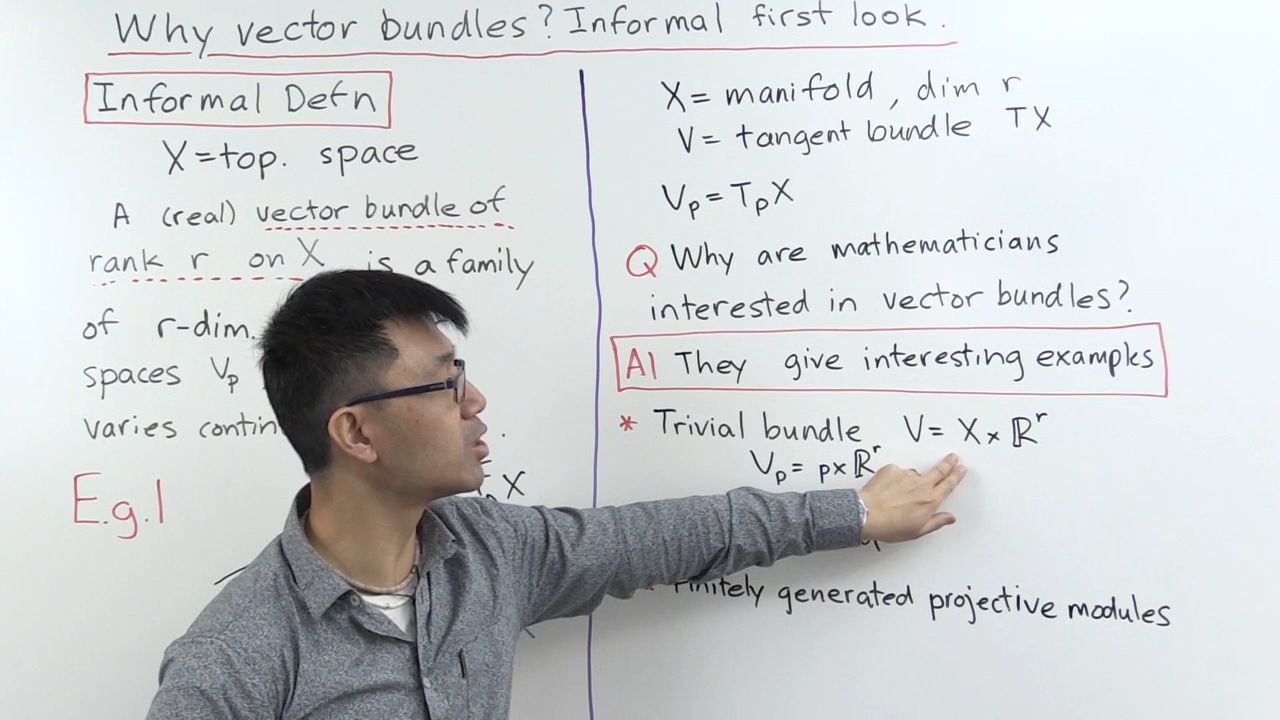 Why vector bundles? Informal first look.
Informal Defn
X = top. space
A (real) vector bundle of
rank r on X is a family
of r-dim.
spaces Vp
varies contin .
E.g.1
X
X = manifold, dim r
V = tangent bundle TX
Vp = TpX
Q Why are mathematicians
interested in vector bundles?
A1 They give interesting examples
* Trivial bundle V = X × ℝʳ
Vp = p × ℝʳ
Finitely generated projective modules